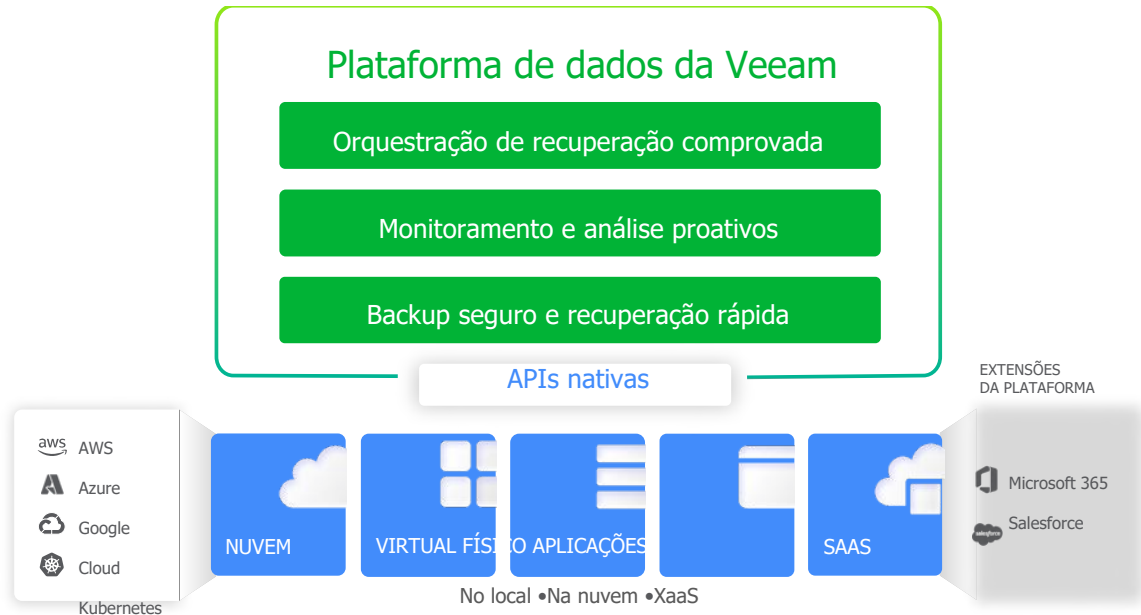 Plataforma de dados da Veeam
Orquestração de recuperação comprovada
Monitoramento e análise proativos
Backup seguro e recuperação rápida
APIs nativas
EXTENSÕES
DA PLATAFORMA
aws AWS
Azure
Google
Cloud
Kubernetes
NUVEM
VIRTUAL FÍSICO APLICAÇÕES
SAAS
Microsoft 365
salesforce Salesforce
No local •Na nuvem •XaaS